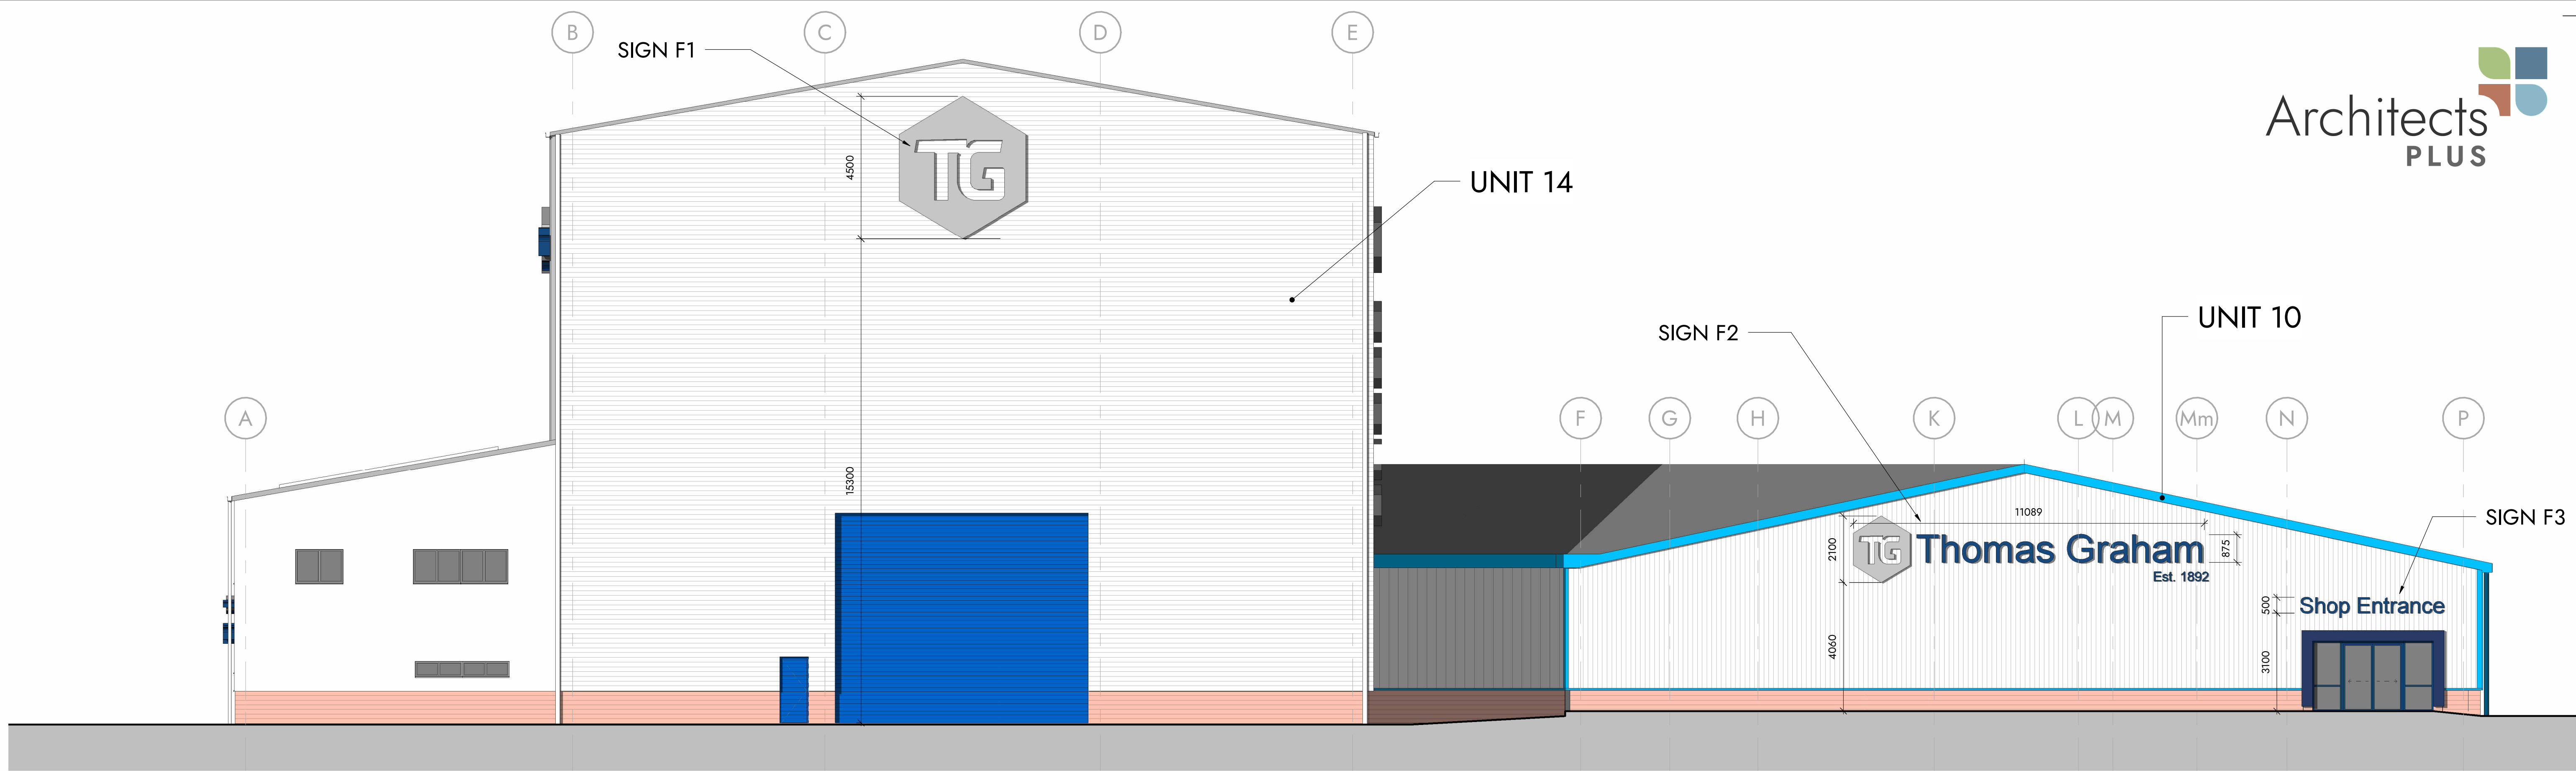 B
C
D
E
SIGN F1
Architects
PLUS
TG
4500
UNIT 14
UNIT 10
SIGN F2
A
F
G
H
K
L
M
Mm
N
P
15300
11089
SIGN F3
2100
TG
Thomas Graham
875
Est. 1892
500
Shop Entrance
4060
3100